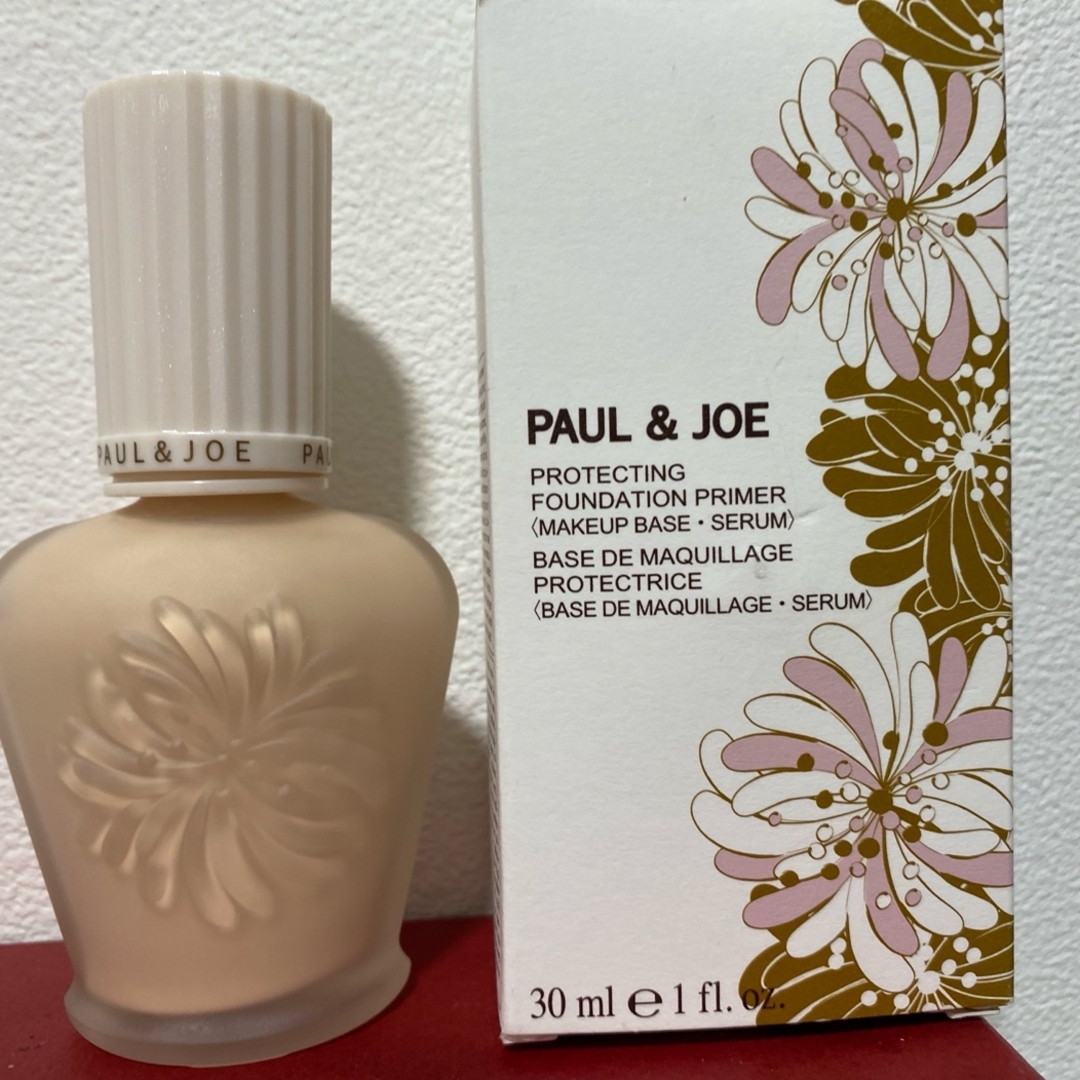 PAUL & JOE PA
PAUL & JOE
PROTECTING
FOUNDATION PRIMER
〈MAKEUP BASE・SERUM〉
BASE DE MAQUILLAGE
PROTECTRICE
〈BASE DE MAQUILLAGE・SERUM〉
30 ml ℮ 1 fl. oz.